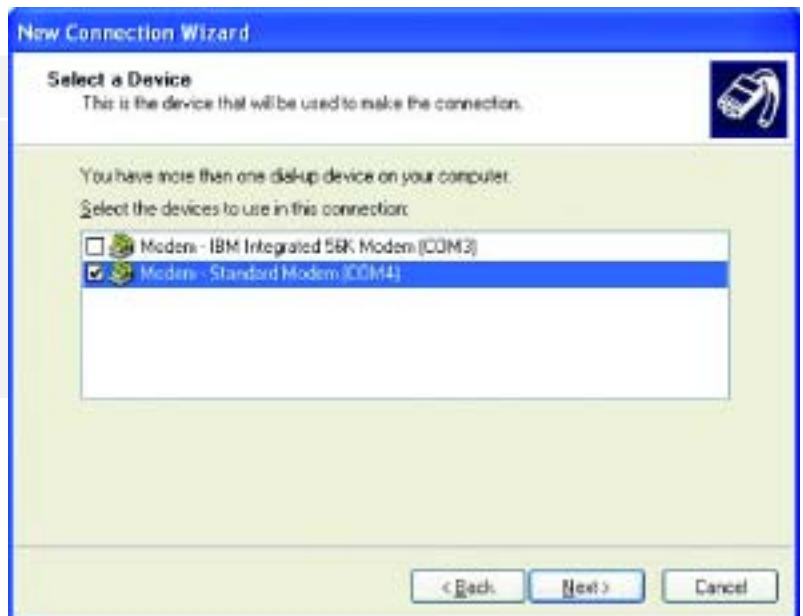 New Connection Wizard
Select a Device
This is the device that will be used to make the connection.
You have more than one dial-up device on your computer.
Select the devices to use in this connection:
Modem - IBM Integrated 56K Modem (COM3)
Modem - Standard Modem (COM4)
< Back
Next >
Cancel